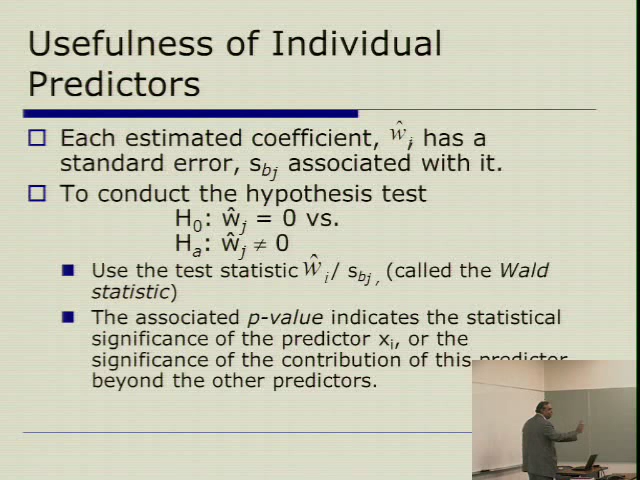 Usefulness of Individual
Predictors
Each estimated coefficient, ŵj, has a
standard error, sbj associated with it.
To conduct the hypothesis test
H0: ŵj = 0 vs.
Ha: ŵj ≠ 0
Use the test statistic ŵi/ sbj, (called the Wald
statistic)
The associated p-value indicates the statistical
significance of the predictor xi, or the
significance of the contribution of this predictor
beyond the other predictors.